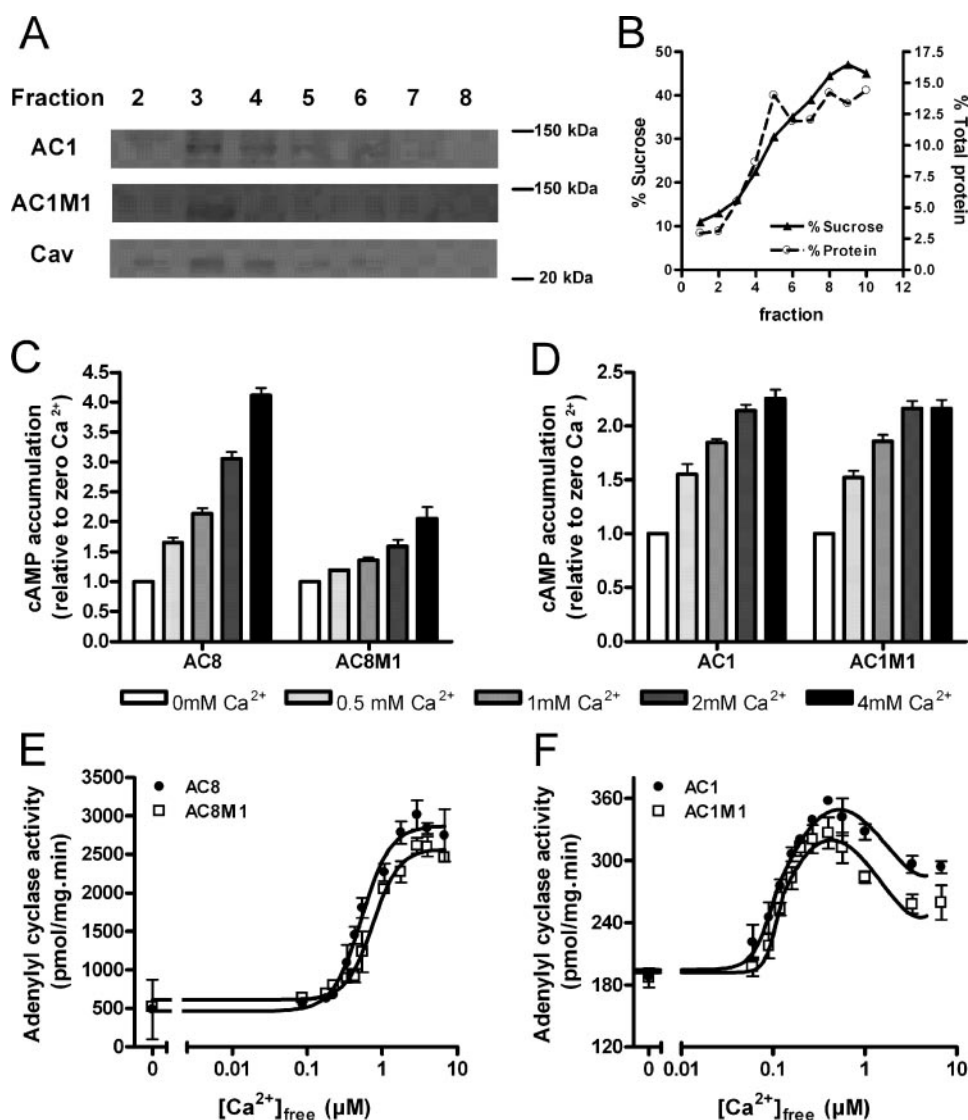 A
Fraction 2 3 4 5 6 7 8
AC1
150 kDa
AC1M1
150 kDa
Cav
20 kDa
B
% Sucrose
50
40
30
20
10
0
% Total protein
17.5
15.0
12.5
10.0
7.5
5.0
2.5
0.0
% Sucrose
% Protein
0 2 4 6 8 10 12
fraction
C
cAMP accumulation
(relative to zero Ca²⁺)
4.5
4.0
3.5
3.0
2.5
2.0
1.5
1.0
0.5
0.0
AC8 AC8M1
D
cAMP accumulation
(relative to zero Ca²⁺)
2.5
2.0
1.5
1.0
0.5
0.0
AC1 AC1M1
0mM Ca²⁺ 0.5 mM Ca²⁺ 1mM Ca²⁺ 2mM Ca²⁺ 4mM Ca²⁺
E
Adenylyl cyclase activity
(pmol/mg.min)
3500
3000
2500
2000
1500
1000
500
0
AC8
AC8M1
0 0.01 0.1 1 10
[Ca²⁺]free (µM)
F
Adenylyl cyclase activity
(pmol/mg.min)
360
300
240
180
120
AC1
AC1M1
0 0.01 0.1 1 10
[Ca²⁺]free (µM)